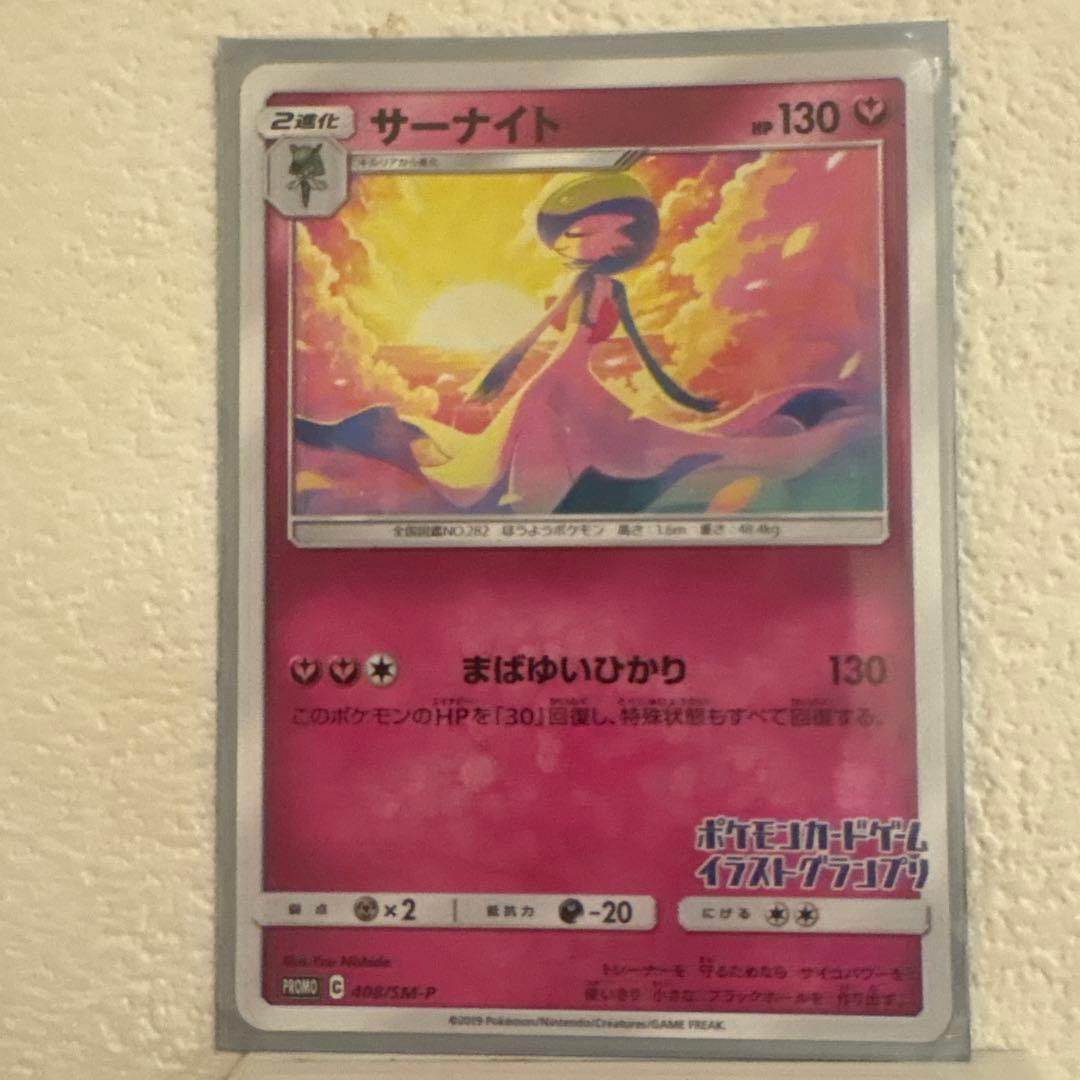 2進化 サーナイト HP 130
キルリアから進化
全国図鑑NO.282 ほうようポケモン 高さ:1.6m 重さ:48.4kg
まばゆいひかり 130
このポケモンのHPを「30」回復し、特殊状態もすべて回復する。
ポケモンカードゲーム
イラストグランプリ
弱点 ×2 抵抗力 -20 にげる
Illus. Yuu Nishida
トレーナーを 守るためなら サイコパワーを
使いきり 小さな ブラックホールを 作り出す。
PROMO C 408/SM-P
©2019 Pokémon/Nintendo/Creatures/GAME FREAK.